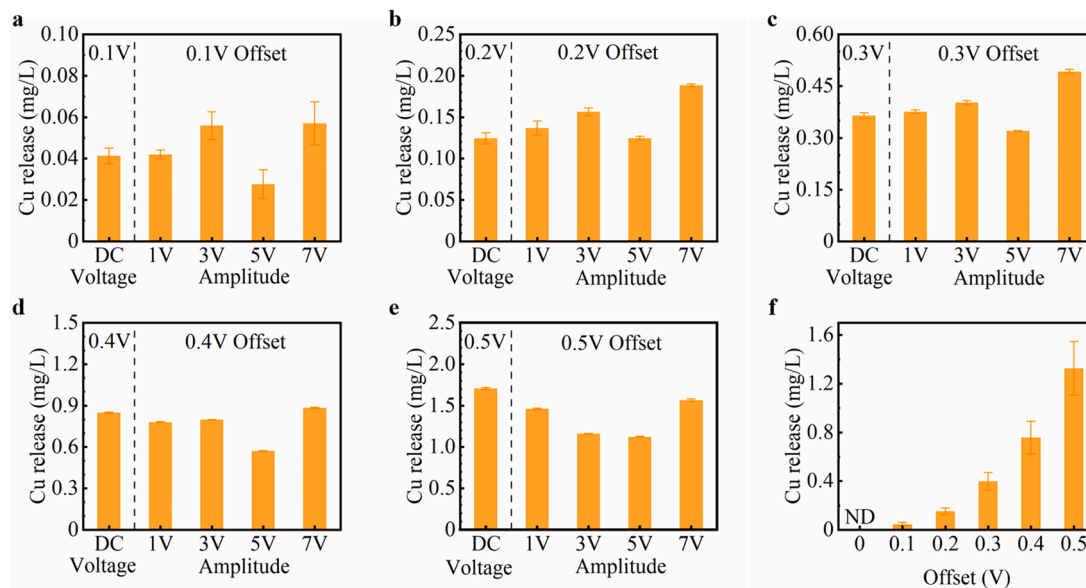 a
0.1V
0.1V Offset
Cu release (mg/L)
0.10
0.08
0.06
0.04
0.02
0
DC
Voltage
1V
3V
5V
7V
Amplitude
b
0.2V
0.2V Offset
Cu release (mg/L)
0.25
0.20
0.15
0.10
0.05
0
DC
Voltage
1V
3V
5V
7V
Amplitude
c
0.3V
0.3V Offset
Cu release (mg/L)
0.60
0.45
0.30
0.15
0
DC
Voltage
1V
3V
5V
7V
Amplitude
d
0.4V
0.4V Offset
Cu release (mg/L)
1.5
1.2
0.9
0.6
0.3
0
DC
Voltage
1V
3V
5V
7V
Amplitude
e
0.5V
0.5V Offset
Cu release (mg/L)
2.5
2.0
1.5
1.0
0.5
0
DC
Voltage
1V
3V
5V
7V
Amplitude
f
Cu release (mg/L)
1.6
1.2
0.8
0.4
0
ND
0
0.1
0.2
0.3
0.4
0.5
Offset (V)